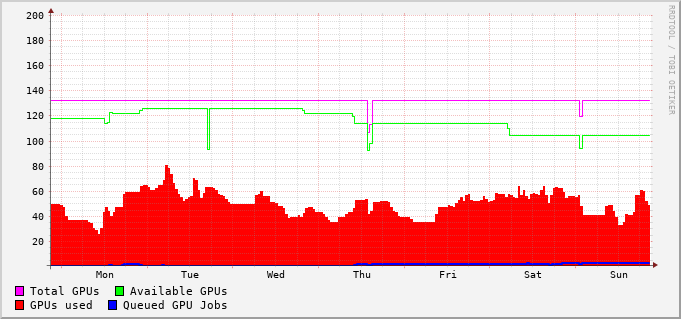 200
180
160
140
120
100
80
60
40
20
Mon Tue Wed Thu Fri Sat Sun
Total GPUs Available GPUs
GPUs used Queued GPU Jobs
RRDTOOL / TOBI OETIKER